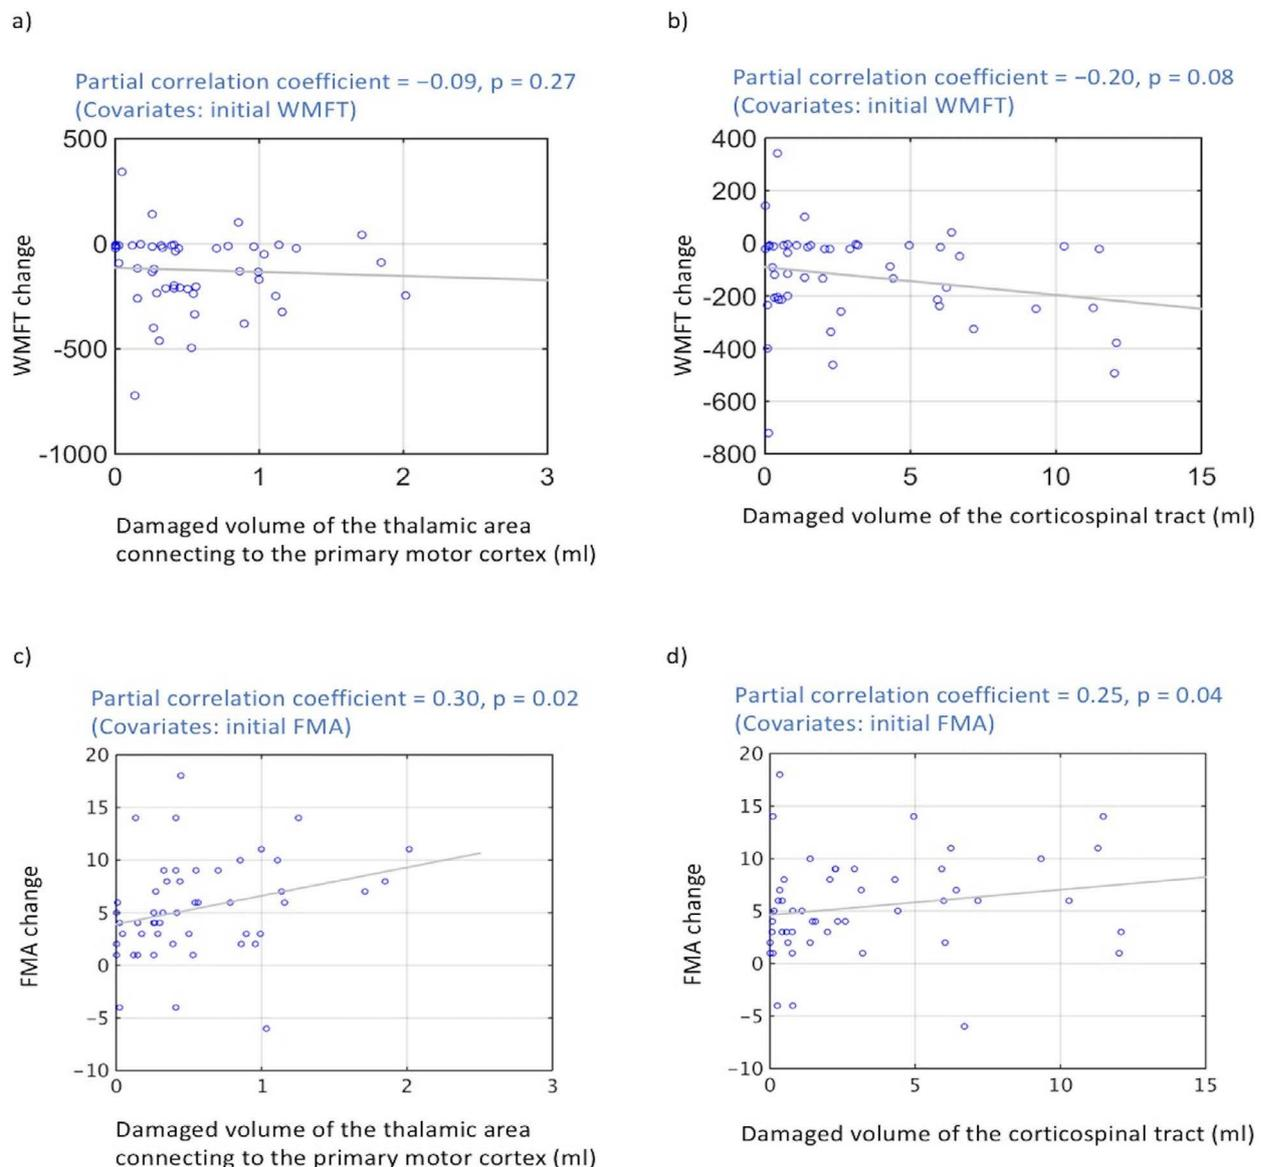 a)
Partial correlation coefficient = −0.09, p = 0.27
(Covariates: initial WMFT)
500
0
-500
-1000
WMFT change
0 1 2 3
Damaged volume of the thalamic area
connecting to the primary motor cortex (ml)
b)
Partial correlation coefficient = −0.20, p = 0.08
(Covariates: initial WMFT)
400
200
0
-200
-400
-600
-800
WMFT change
0 5 10 15
Damaged volume of the corticospinal tract (ml)
c)
Partial correlation coefficient = 0.30, p = 0.02
(Covariates: initial FMA)
20
15
10
5
0
−5
−10
FMA change
0 1 2 3
Damaged volume of the thalamic area
connecting to the primary motor cortex (ml)
d)
Partial correlation coefficient = 0.25, p = 0.04
(Covariates: initial FMA)
20
15
10
5
0
−5
−10
FMA change
0 5 10 15
Damaged volume of the corticospinal tract (ml)